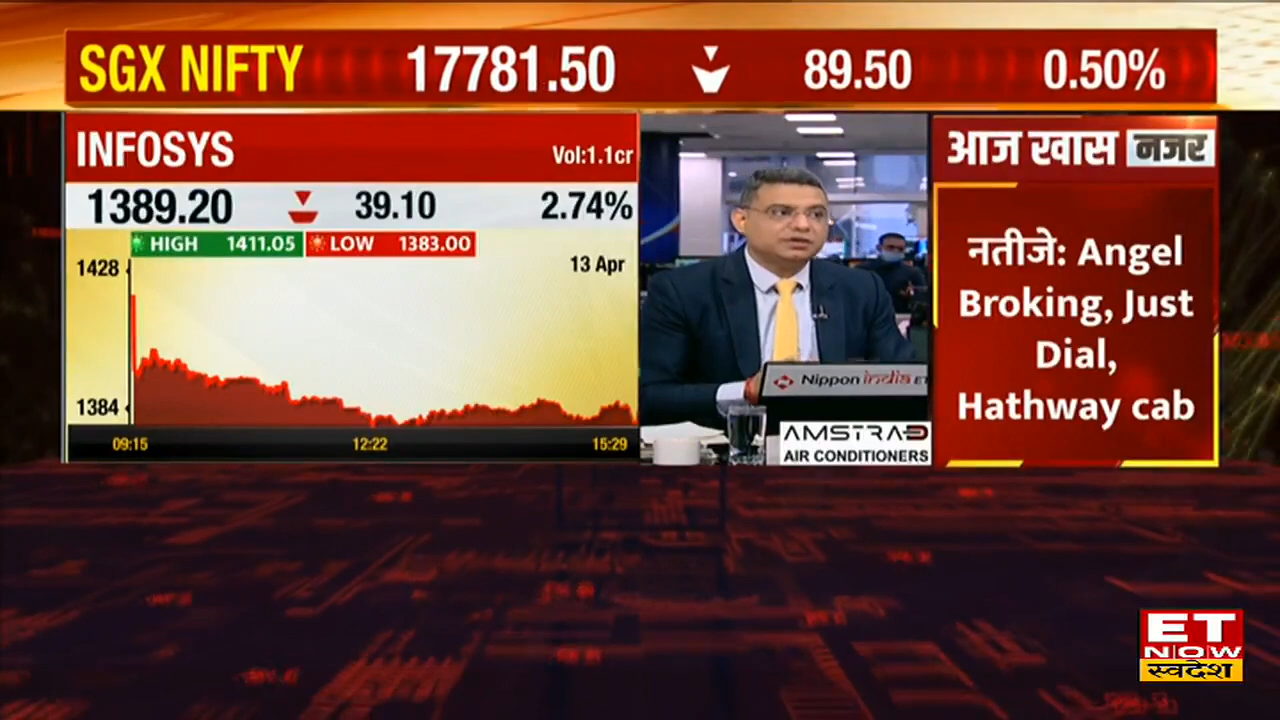 SGX NIFTY 17781.50 89.50 0.50%
INFOSYS Vol:1.1cr
1389.20 39.10 2.74%
HIGH 1411.05 LOW 1383.00
13 Apr
1428
1384
09:15 12:22 15:29
Nippon india ET
AMSTRAD
AIR CONDITIONERS
आज खास नजर
नतीजे: Angel
Broking, Just
Dial,
Hathway cab
ET
NOW
स्वदेश